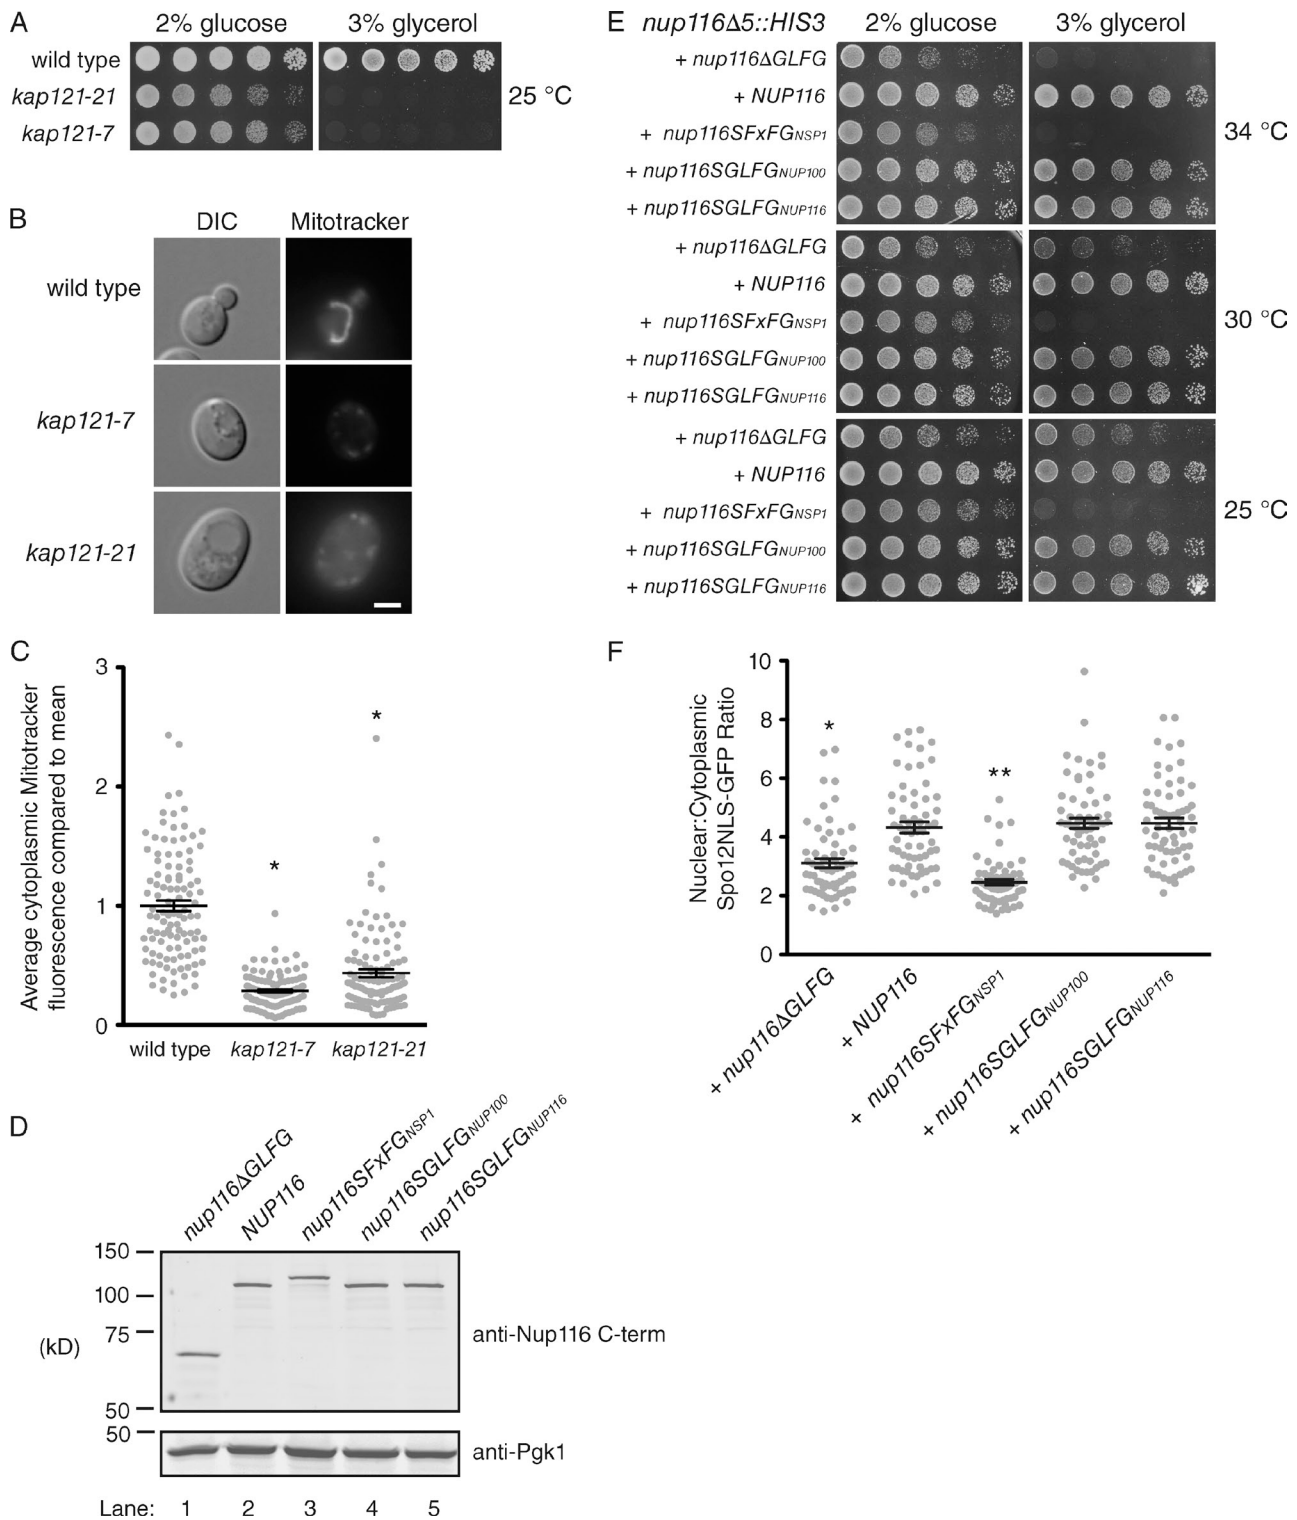 A
2% glucose 3% glycerol
wild type
kap121-21
kap121-7
25 °C
B
DIC Mitotracker
wild type
kap121-7
kap121-21
C
Average cytoplasmic Mitotracker
fluorescence compared to mean
3
2
1
0
*
*
wild type kap121-7 kap121-21
D
nup116ΔGLFG
NUP116
nup116SFxFGNSP1
nup116SGLFGNUP100
nup116SGLFGNUP116
150
100
75
50
(kD)
anti-Nup116 C-term
50
anti-Pgk1
Lane: 1 2 3 4 5
E
nup116Δ5::HIS3 2% glucose 3% glycerol
+ nup116ΔGLFG
+ NUP116
+ nup116SFxFGNSP1
+ nup116SGLFGNUP100
+ nup116SGLFGNUP116
34 °C
+ nup116ΔGLFG
+ NUP116
+ nup116SFxFGNSP1
+ nup116SGLFGNUP100
+ nup116SGLFGNUP116
30 °C
+ nup116ΔGLFG
+ NUP116
+ nup116SFxFGNSP1
+ nup116SGLFGNUP100
+ nup116SGLFGNUP116
25 °C
F
Nuclear:Cytoplasmic
Spo12NLS-GFP Ratio
10
8
6
4
2
0
*
**
+ nup116ΔGLFG
+ NUP116
+ nup116SFxFGNSP1
+ nup116SGLFGNUP100
+ nup116SGLFGNUP116